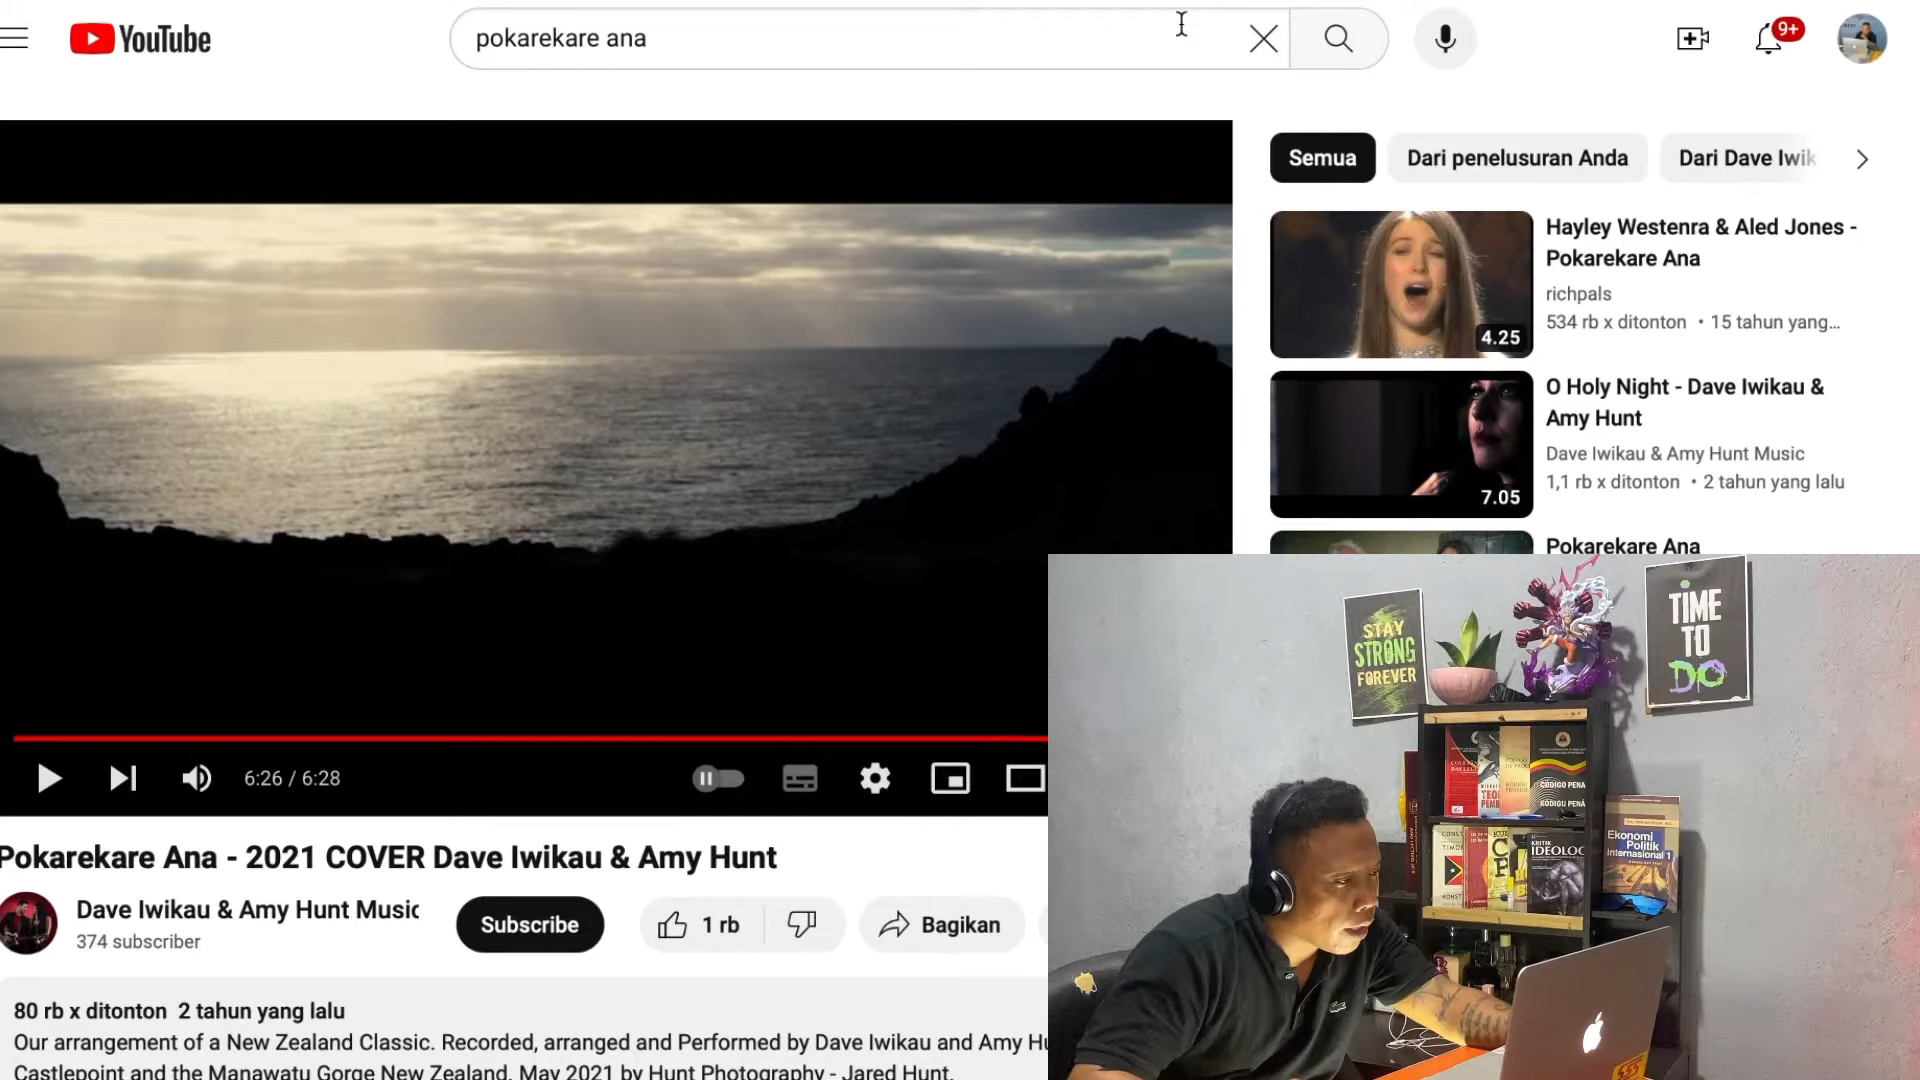 YouTube
pokarekare ana
9+
Semua
Dari penelusuran Anda
Dari Dave Iwik
Hayley Westenra & Aled Jones -
Pokarekare Ana
richpals
534 rb x ditonton • 15 tahun yang...
4.25
O Holy Night - Dave Iwikau &
Amy Hunt
Dave Iwikau & Amy Hunt Music
1,1 rb x ditonton • 2 tahun yang lalu
7.05
Pokarekare Ana
6:26 / 6:28
Pokarekare Ana - 2021 COVER Dave Iwikau & Amy Hunt
Dave Iwikau & Amy Hunt Music
374 subscriber
Subscribe
1 rb
Bagikan
80 rb x ditonton 2 tahun yang lalu
Our arrangement of a New Zealand Classic. Recorded, arranged and Performed by Dave Iwikau and Amy Hu
Castlepoint and the Manawatu Gorge New Zealand, May 2021 by Hunt Photography - Jared Hunt.
STAY
STRONG
FOREVER
TIME
TO
DO
CÓDIGO PENA
KÓDIGU PENÁ
KRITIK
IDEOLOG
Ekonomi
Politik
Internasional 1